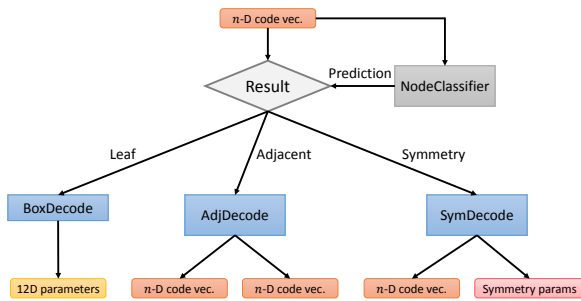 n-D code vec.
Prediction
Result
NodeClassifier
Leaf
Adjacent
Symmetry
BoxDecode
AdjDecode
SymDecode
12D parameters
n-D code vec.
n-D code vec.
n-D code vec.
Symmetry params